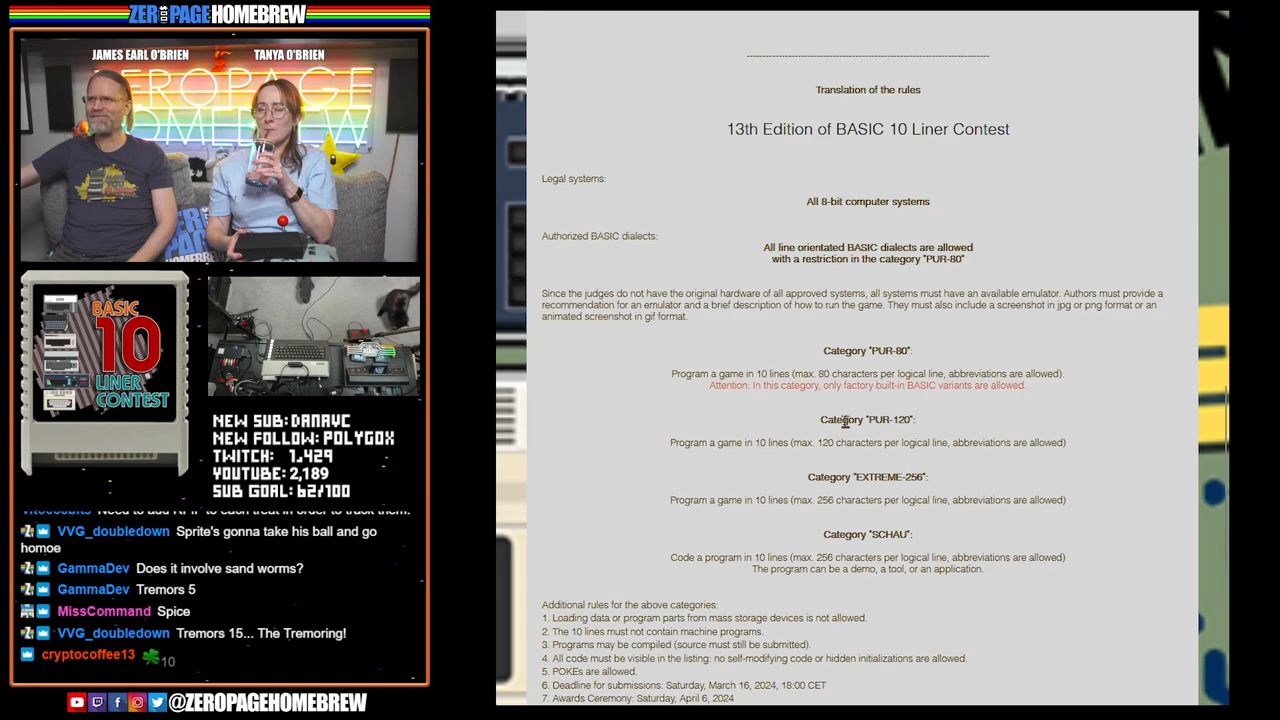 ZEROPAGEHOMEBREW
JAMES EARL O'BRIEN
TANYA O'BRIEN
ZEROPAGE
HOMEBREW
BASIC
10
LINER
CONTEST
NEW SUB:DANAVC
NEW FOLLOW:POLYGOX
TWITCH: 1,429
YOUTUBE:2,189
SUB GOAL:62/100
VVG_doubledown Sprite's gonna take his ball and go
homoe
GammaDev Does it involve sand worms?
GammaDev Tremors 5
MissCommand Spice
VVG_doubledown Tremors 15... The Tremoring!
cryptocoffee13 10
@ZEROPAGEHOMEBREW
Translation of the rules
13th Edition of BASIC 10 Liner Contest
Legal systems:
All 8-bit computer systems
Authorized BASIC dialects:
All line orientated BASIC dialects are allowed
with a restriction in the category "PUR-80"
Since the judges do not have the original hardware of all approved systems, all systems must have an available emulator. Authors must provide a
recommendation for an emulator and a brief description of how to run the game. They must also include a screenshot in jpg or png format or an
animated screenshot in gif format.
Category "PUR-80":
Program a game in 10 lines (max. 80 characters per logical line, abbreviations are allowed).
Attention: In this category, only factory built-in BASIC variants are allowed.
Category "PUR-120":
Program a game in 10 lines (max. 120 characters per logical line, abbreviations are allowed)
Category "EXTREME-256":
Program a game in 10 lines (max. 256 characters per logical line, abbreviations are allowed)
Category "SCHAU":
Code a program in 10 lines (max. 256 characters per logical line, abbreviations are allowed)
The program can be a demo, a tool, or an application.
Additional rules for the above categories:
1. Loading data or program parts from mass storage devices is not allowed.
2. The 10 lines must not contain machine programs.
3. Programs may be compiled (source must still be submitted).
4. All code must be visible in the listing: no self-modifying code or hidden initializations are allowed.
5. POKEs are allowed.
6. Deadline for submissions: Saturday, March 16, 2024, 18:00 CET
7. Awards Ceremony: Saturday, April 6, 2024